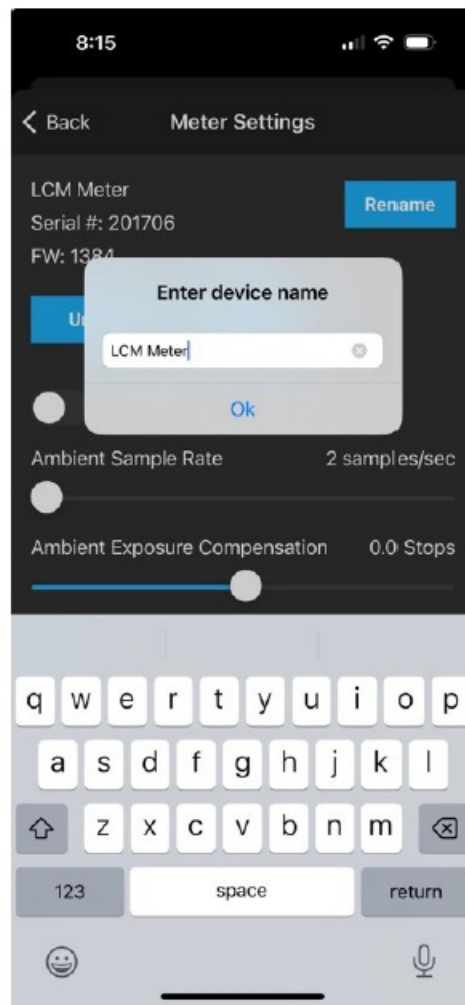 8:15
Back
Meter Settings
LCM Meter
Rename
Serial #: 201706
FW: 1384
Enter device name
LCM Meter
Ok
Ambient Sample Rate 2 samples/sec
Ambient Exposure Compensation 0.0 Stops
q w e r t y u i o p
a s d f g h j k l
z x c v b n m
123 space return